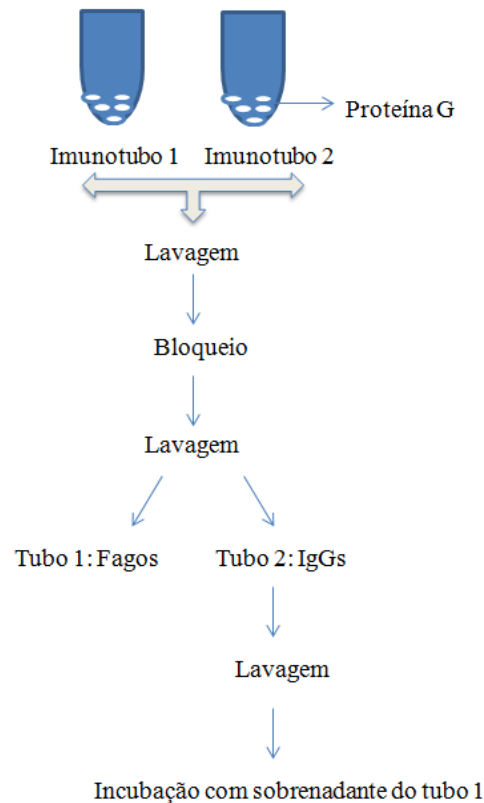 Proteína G
Imunotubo 1
Imunotubo 2
Lavagem
Bloqueio
Lavagem
Tubo 1: Fagos
Tubo 2: IgGs
Lavagem
Incubação com sobrenadante do tubo 1